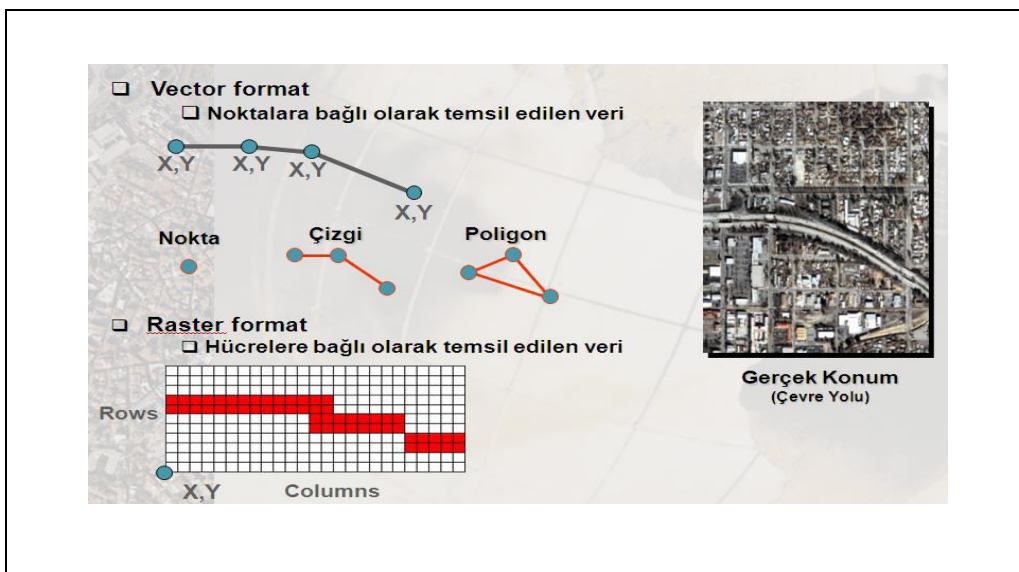 Vector format
Noktalara bağlı olarak temsil edilen veri
X,Y X,Y X,Y X,Y
Nokta Çizgi Poligon
Raster format
Hücrelere bağlı olarak temsil edilen veri
Rows
X,Y Columns
Gerçek Konum
(Çevre Yolu)